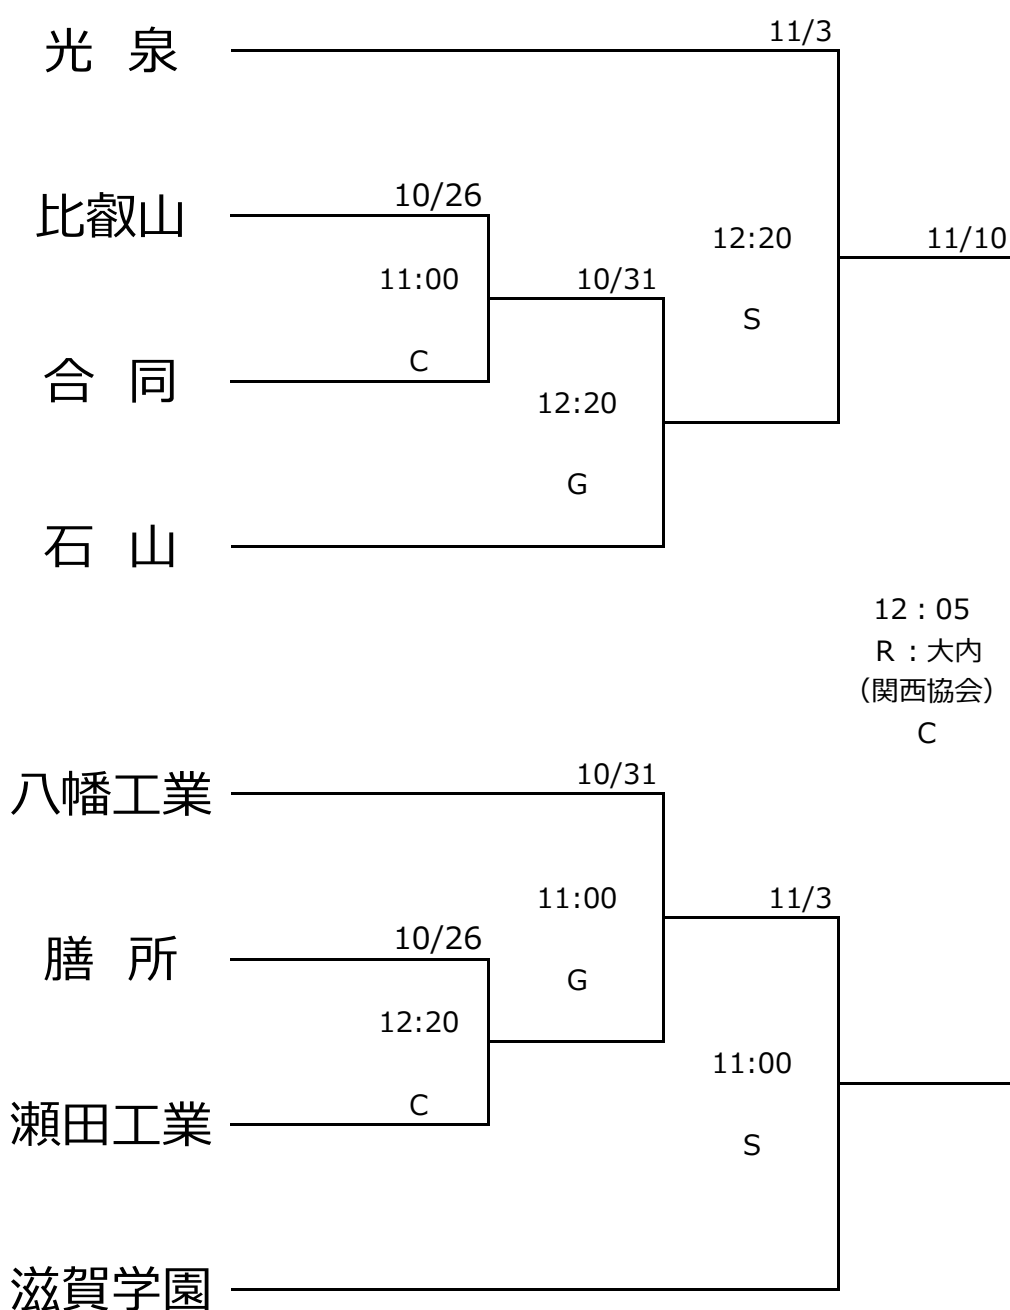 11/3
光 泉
10/26
比叡山
12:20
11/10
11:00
10/31
S
C
合 同
12:20
G
石 山
12：05
R：大内
（関西協会）
C
10/31
八幡工業
11:00
11/3
10/26
膳 所
G
12:20
11:00
C
瀬田工業
S
滋賀学園